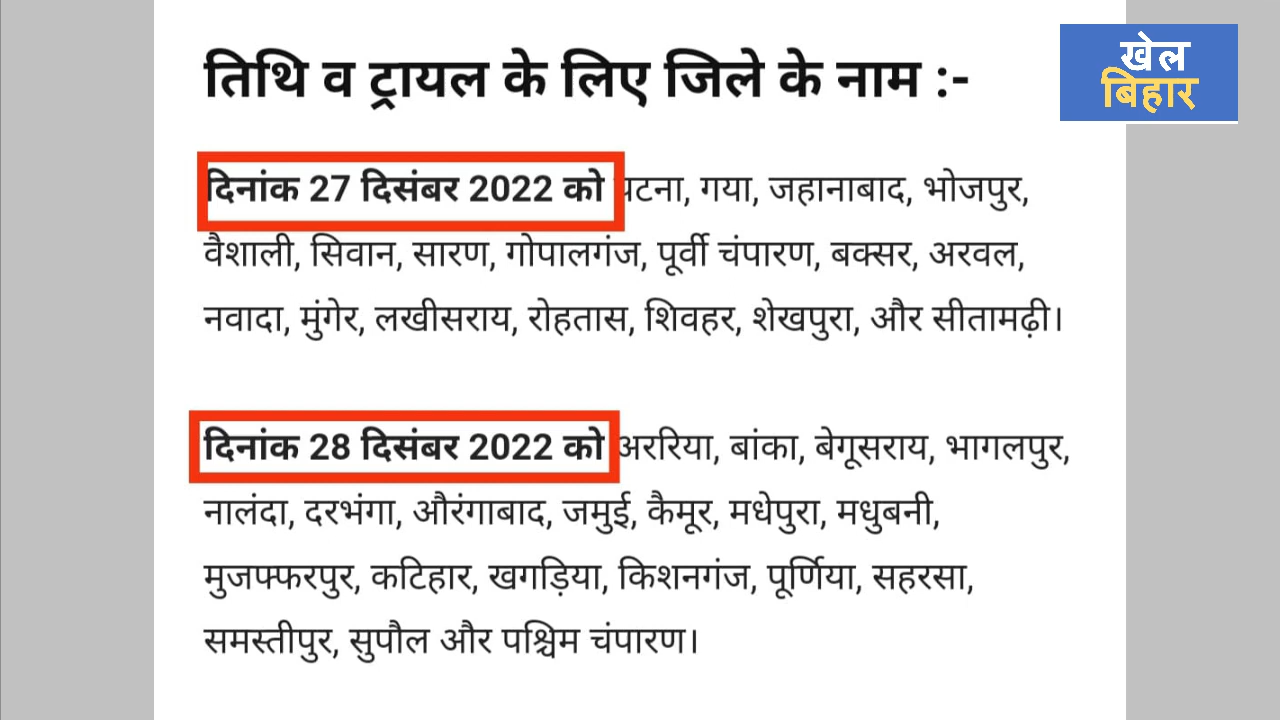 तिथि व ट्रायल के लिए जिले के नाम :-
खेल
बिहार
दिनांक 27 दिसंबर 2022 को पटना, गया, जहानाबाद, भोजपुर,
वैशाली, सिवान, सारण, गोपालगंज, पूर्वी चंपारण, बक्सर, अरवल,
नवादा, मुंगेर, लखीसराय, रोहतास, शिवहर, शेखपुरा, और सीतामढ़ी।
दिनांक 28 दिसंबर 2022 को अररिया, बांका, बेगूसराय, भागलपुर,
नालंदा, दरभंगा, औरंगाबाद, जमुई, कैमूर, मधेपुरा, मधुबनी,
मुजफ्फरपुर, कटिहार, खगड़िया, किशनगंज, पूर्णिया, सहरसा,
समस्तीपुर, सुपौल और पश्चिम चंपारण।